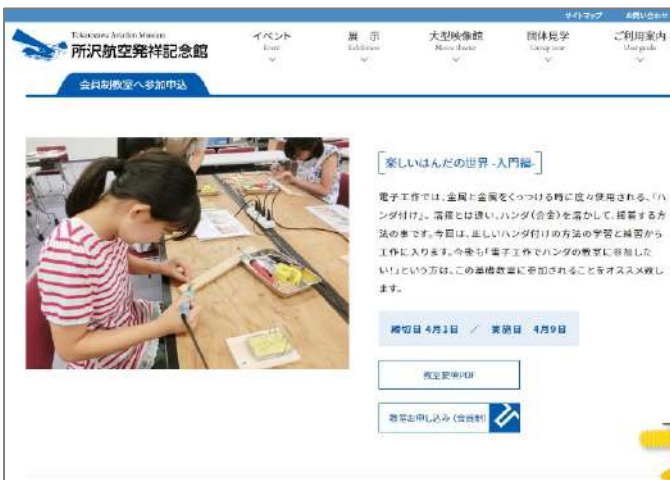 サイトマップ　お問い合わせ
Tokorozawa Aviation Museum
所沢航空発祥記念館
イベント
Event
展 示
Exhibition
大型映像館
Movie theater
団体見学
Group tour
ご利用案内
User guide
会員制教室へ参加申込
楽しいはんだの世界 -入門編-
電子工作では、金属と金属をくっつける時に度々使用される、「ハ
ンダ付け」。溶接とは違い、ハンダ(合金)を溶かして、接着する方
法の事です。今回は、正しいハンダ付けの方法の学習と練習から
工作に入ります。今後も「電子工作でハンダの教室に参加した
い！」という方は、この基礎教室に参加されることをオススメ致し
ます。
締切日 4月1日 ／ 実施日 4月9日
教室要項PDF
教室お申し込み（会員制）